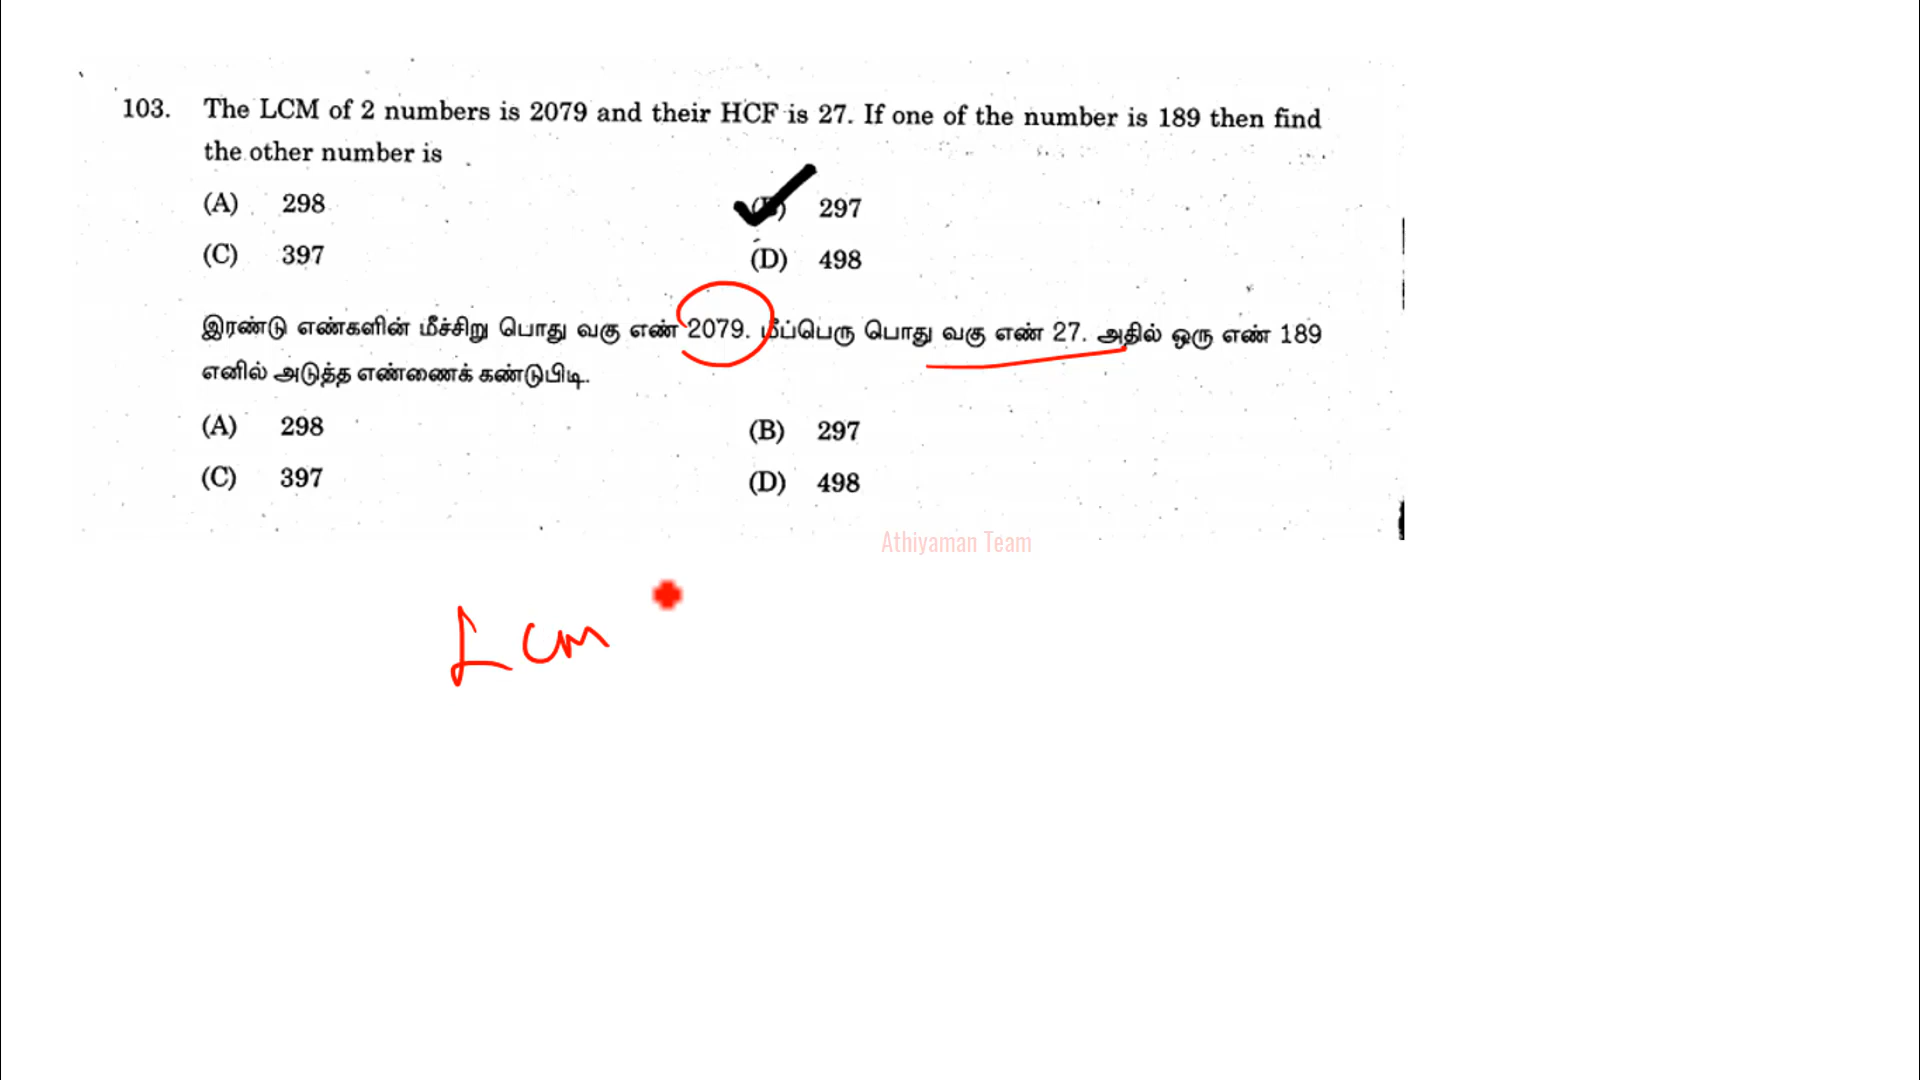 103. The LCM of 2 numbers is 2079 and their HCF is 27. If one of the number is 189 then find
the other number is
(A) 298 (B) 297
(C) 397 (D) 498
இரண்டு எண்களின் மீச்சிறு பொது வகு எண் 2079. மீப்பெரு பொது வகு எண் 27. அதில் ஒரு எண் 189
எனில் அடுத்த எண்ணைக் கண்டுபிடி.
(A) 298 (B) 297
(C) 397 (D) 498
Athiyaman Team
Lcm